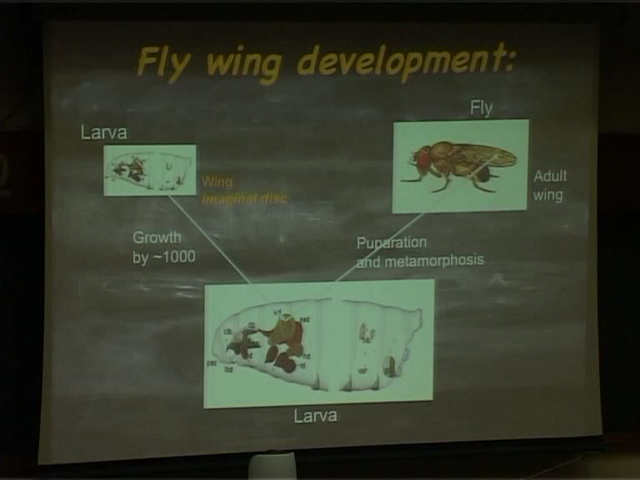 Fly wing development:
Larva
Wing
imaginal disc
Fly
Adult
wing
Growth
by ~1000
Puparation
and metamorphosis
Larva